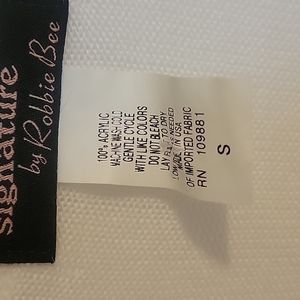 signature
by Robbie Bee
100% ACRYLIC
MACHINE WASH COLD
GENTLE CYCLE
WITH LIKE COLORS
DO NOT BLEACH
LAY FLAT TO DRY
LOW IRON IF NEEDED
MADE IN USA
OF IMPORTED FABRIC
RN 109881
S